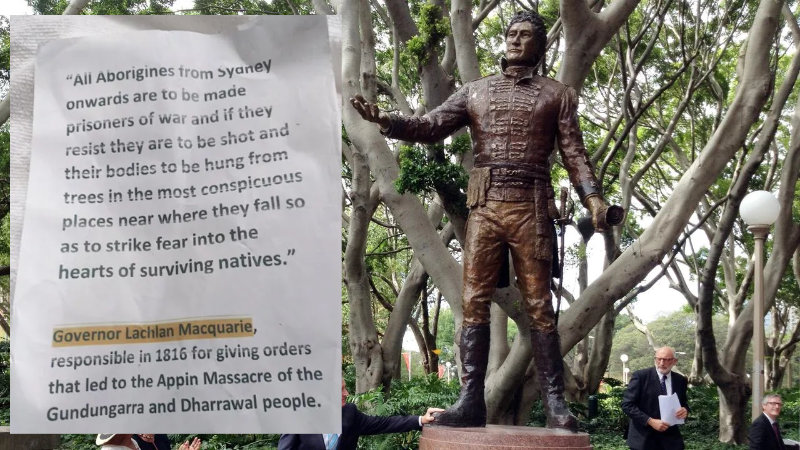 "All Aborigines from Sydney
onwards are to be made
prisoners of war and if they
resist they are to be shot and
their bodies to be hung from
trees in the most conspicuous
places near where they fall so
as to strike fear into the
hearts of surviving natives."
Governor Lachlan Macquarie,
responsible in 1816 for giving orders
that led to the Appin Massacre of the
Gundungarra and Dharrawal people.